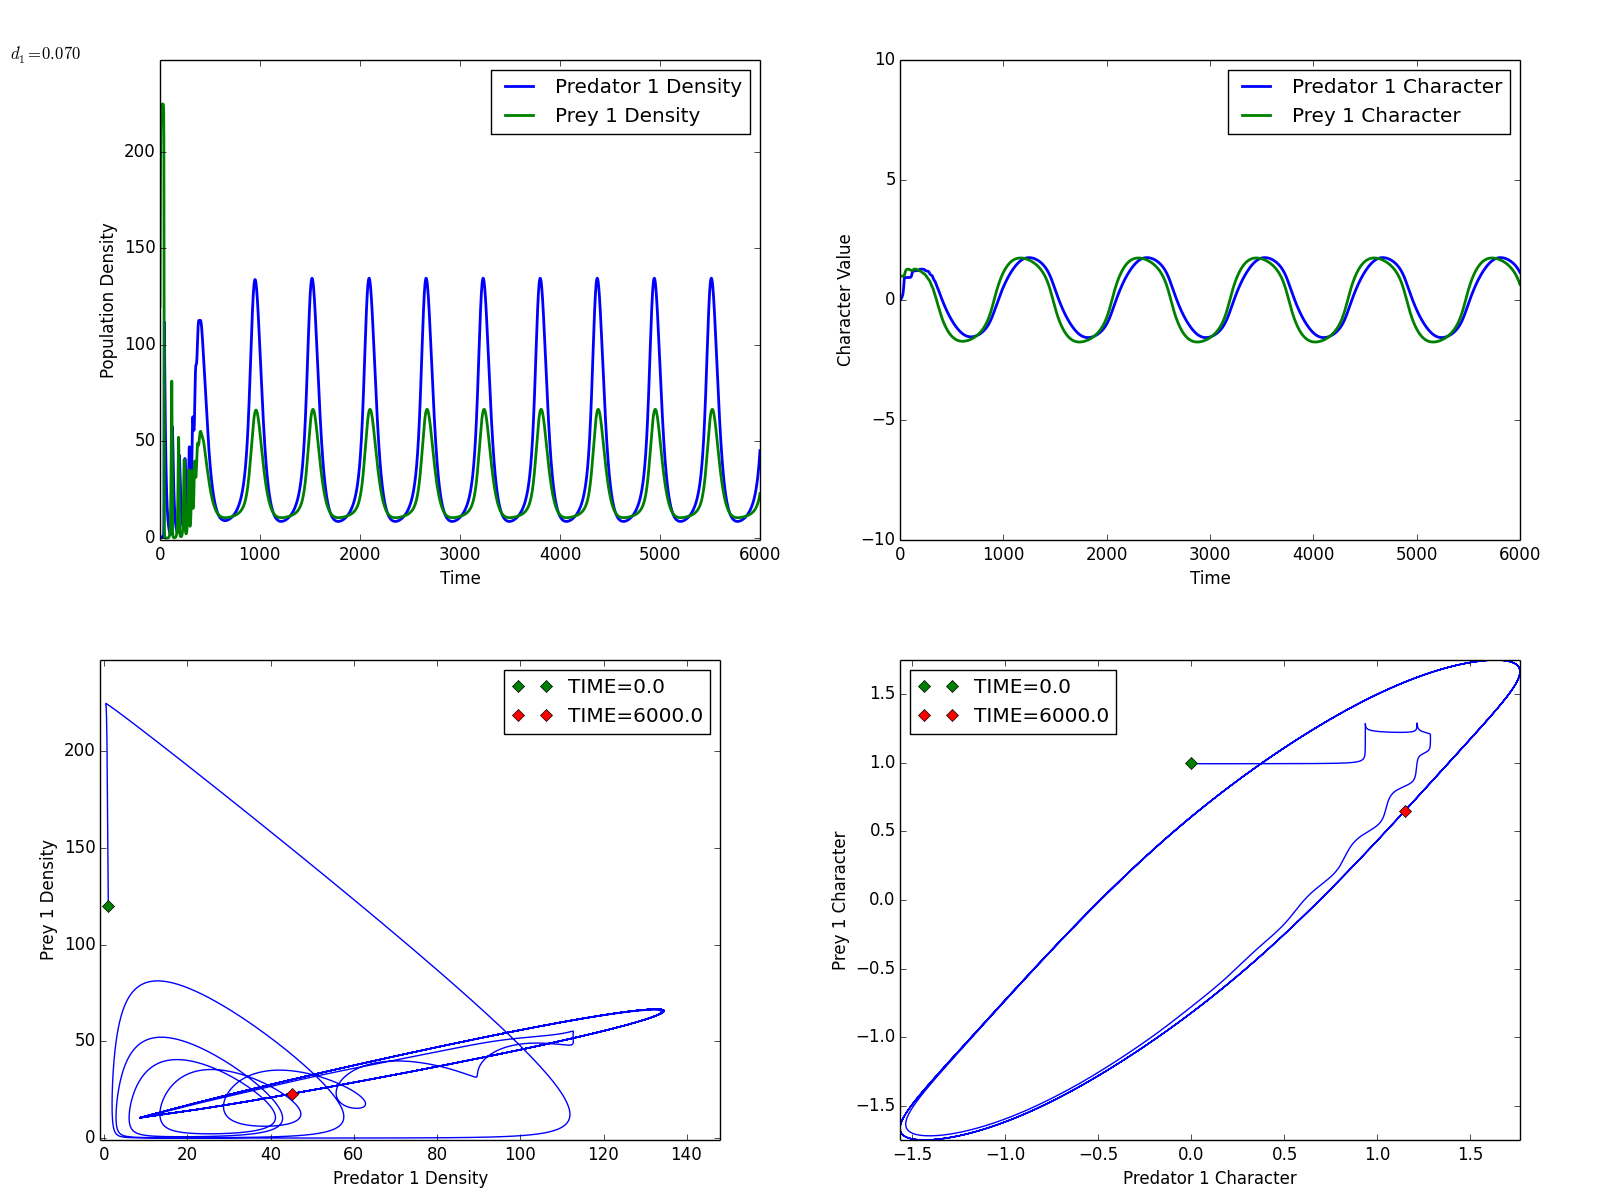 d₁=0.070
Predator 1 Density
Prey 1 Density
Population Density
200
150
100
50
0
0 1000 2000 3000 4000 5000 6000
Time
Predator 1 Character
Prey 1 Character
Character Value
10
5
0
−5
−10
0 1000 2000 3000 4000 5000 6000
Time
TIME=0.0
TIME=6000.0
Prey 1 Density
200
150
100
50
0
0 20 40 60 80 100 120 140
Predator 1 Density
TIME=0.0
TIME=6000.0
Prey 1 Character
1.5
1.0
0.5
0.0
−0.5
−1.0
−1.5
−1.5 −1.0 −0.5 0.0 0.5 1.0 1.5
Predator 1 Character